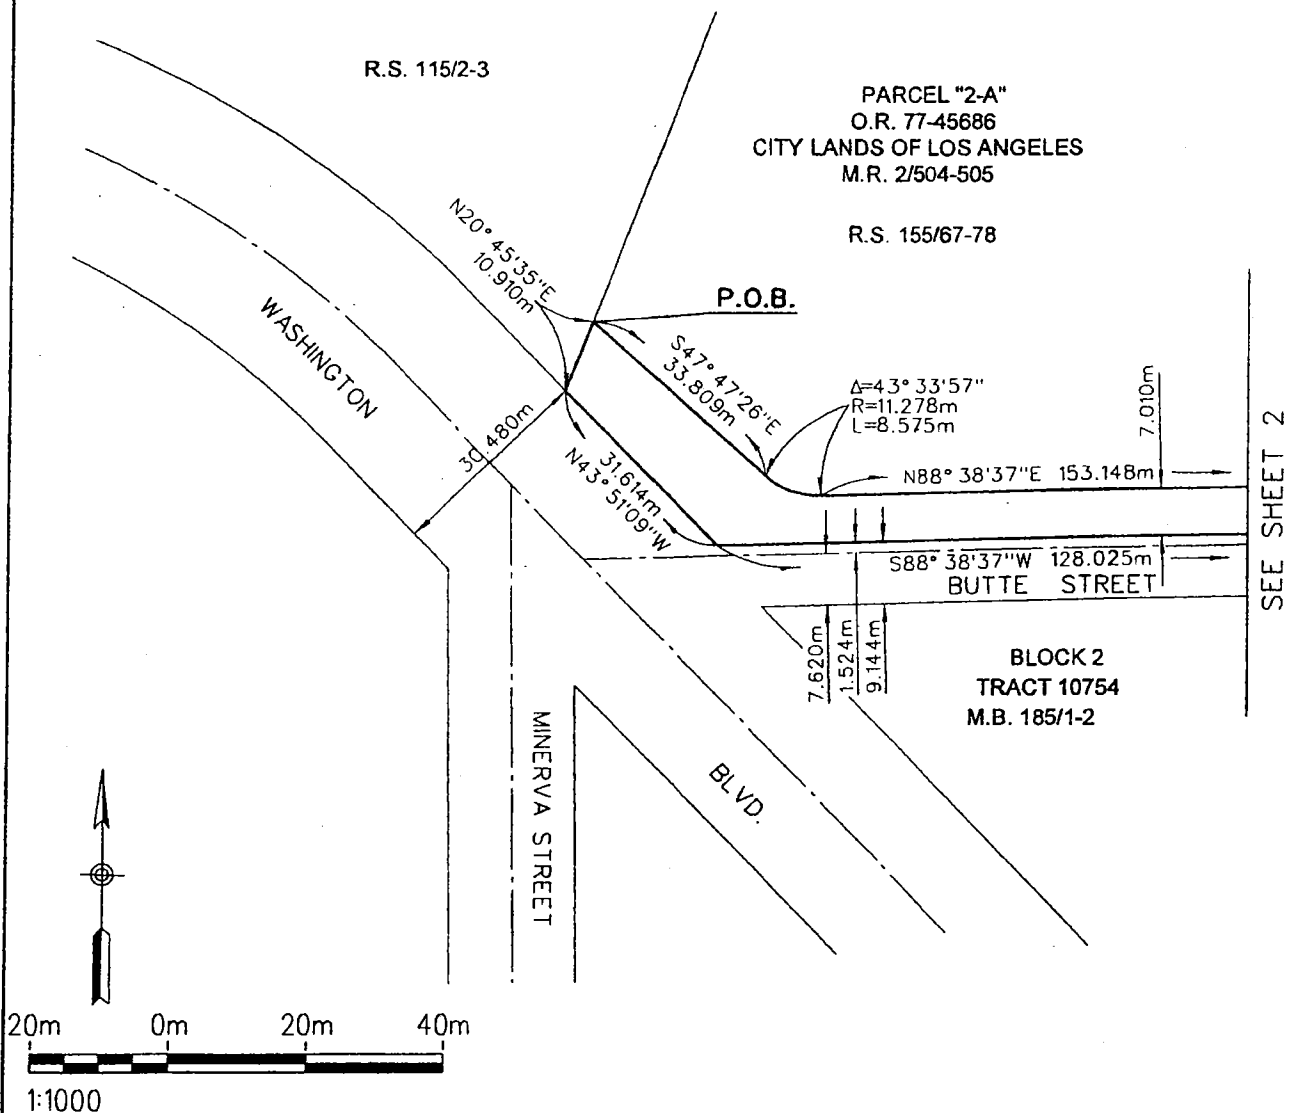 R.S. 115/2-3
PARCEL "2-A"
O.R. 77-45686
CITY LANDS OF LOS ANGELES
M.R. 2/504-505
R.S. 155/67-78
N20° 45'35"E
10.910m
P.O.B.
WASHINGTON
S47° 47'26"E
33.809m
Δ=43° 33'57"
R=11.278m
L=8.575m
7.010m
30.480m
31.614m
N43° 51'09"W
N88° 38'37"E 153.148m
SEE SHEET 2
S88° 38'37"W 128.025m
BUTTE STREET
7.620m
1.524m
9.144m
BLOCK 2
TRACT 10754
M.B. 185/1-2
MINERVA STREET
BLVD.
20m 0m 20m 40m
1:1000